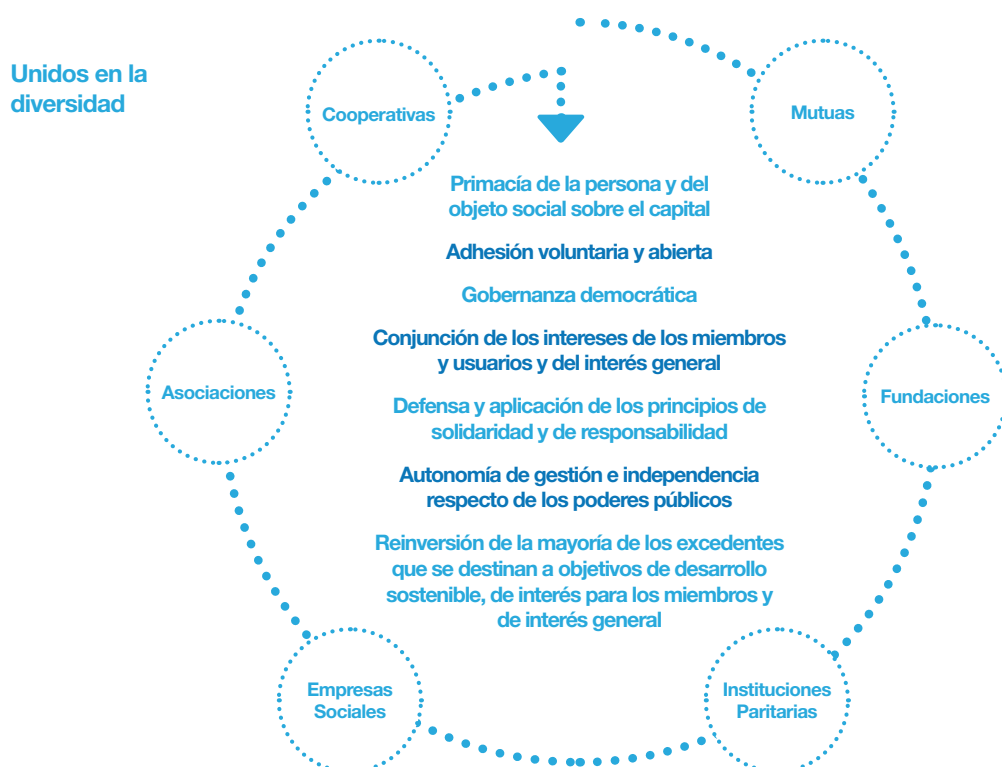 Unidos en la
diversidad
Cooperativas
Mutuas
Primacía de la persona y del
objeto social sobre el capital
Adhesión voluntaria y abierta
Gobernanza democrática
Conjunción de los intereses de los miembros
y usuarios y del interés general
Asociaciones
Fundaciones
Defensa y aplicación de los principios de
solidaridad y de responsabilidad
Autonomía de gestión e independencia
respecto de los poderes públicos
Reinversión de la mayoría de los excedentes
que se destinan a objetivos de desarrollo
sostenible, de interés para los miembros y
de interés general
Empresas
Sociales
Instituciones
Paritarias